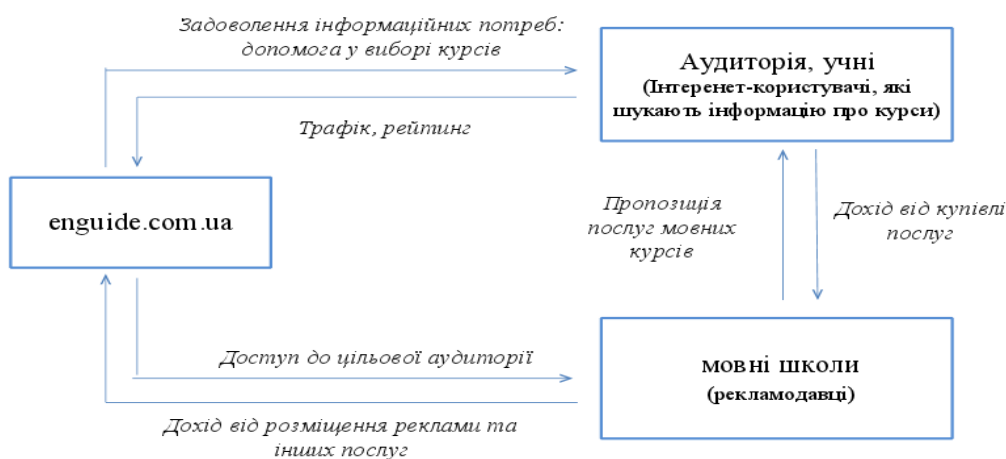 Задоволення інформаційних потреб:
допомога у виборі курсів
Аудиторія, учні
(Інтеренет-користувачі, які
шукають інформацію про курси)
Трафік, рейтинг
enguide.com.ua
Пропозиція
послуг мовних
курсів
Дохід від купівлі
послуг
Доступ до цільової аудиторії
мовні школи
(рекламодавці)
Дохід від розміщення реклами та
інших послуг